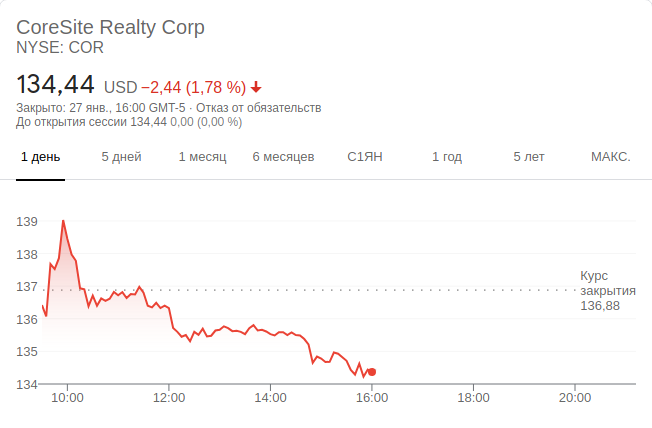 CoreSite Realty Corp
NYSE: COR
134,44 USD −2,44 (1,78 %)
Закрыто: 27 янв., 16:00 GMT-5 · Отказ от обязательств
До открытия сессии 134,44 0,00 (0,00 %)
1 день 5 дней 1 месяц 6 месяцев С1ЯН 1 год 5 лет МАКС.
139
138
137
136
135
134
Курс
закрытия
136,88
10:00 12:00 14:00 16:00 18:00 20:00